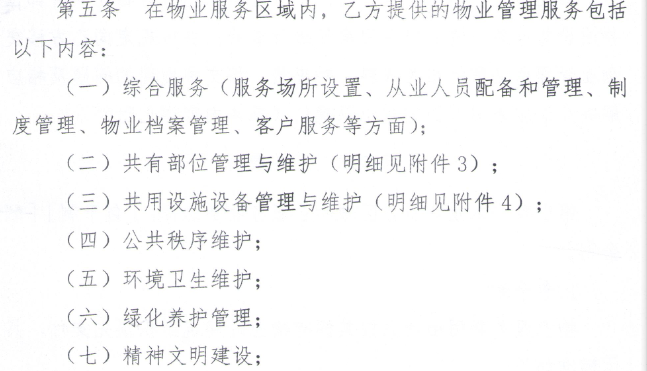 第五条　在物业服务区域内，乙方提供的物业管理服务包括
以下内容：
（一）综合服务（服务场所设置、从业人员配备和管理、制
度管理、物业档案管理、客户服务等方面）；
（二）共有部位管理与维护（明细见附件 3）；
（三）共用设施设备管理与维护（明细见附件 4）；
（四）公共秩序维护；
（五）环境卫生维护；
（六）绿化养护管理；
（七）精神文明建设；